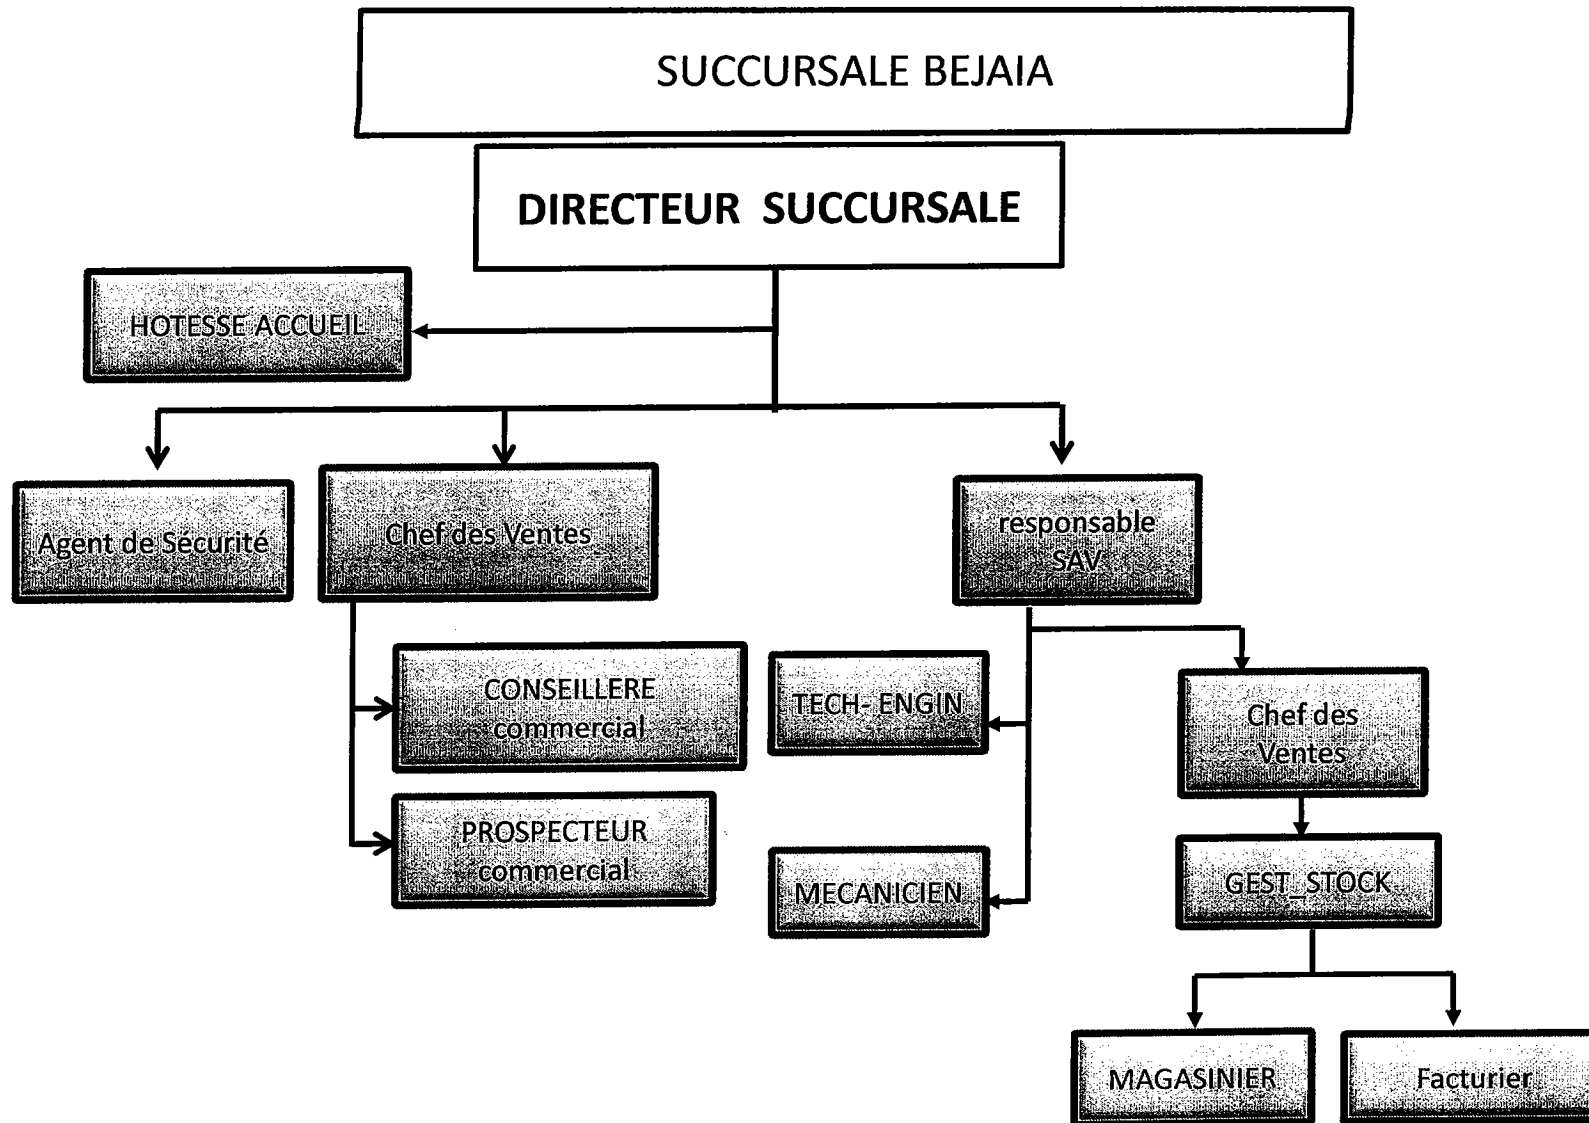 SUCCURSALE BEJAIA
DIRECTEUR SUCCURSALE
HOTESSE ACCUEIL
Agent de Sécurité
Chef des Ventes
responsable
SAV
CONSEILLERE
commercial
TECH- ENGIN
Chef des
Ventes
PROSPECTEUR
commercial
MECANICIEN
GEST_STOCK
MAGASINIER
Facturier